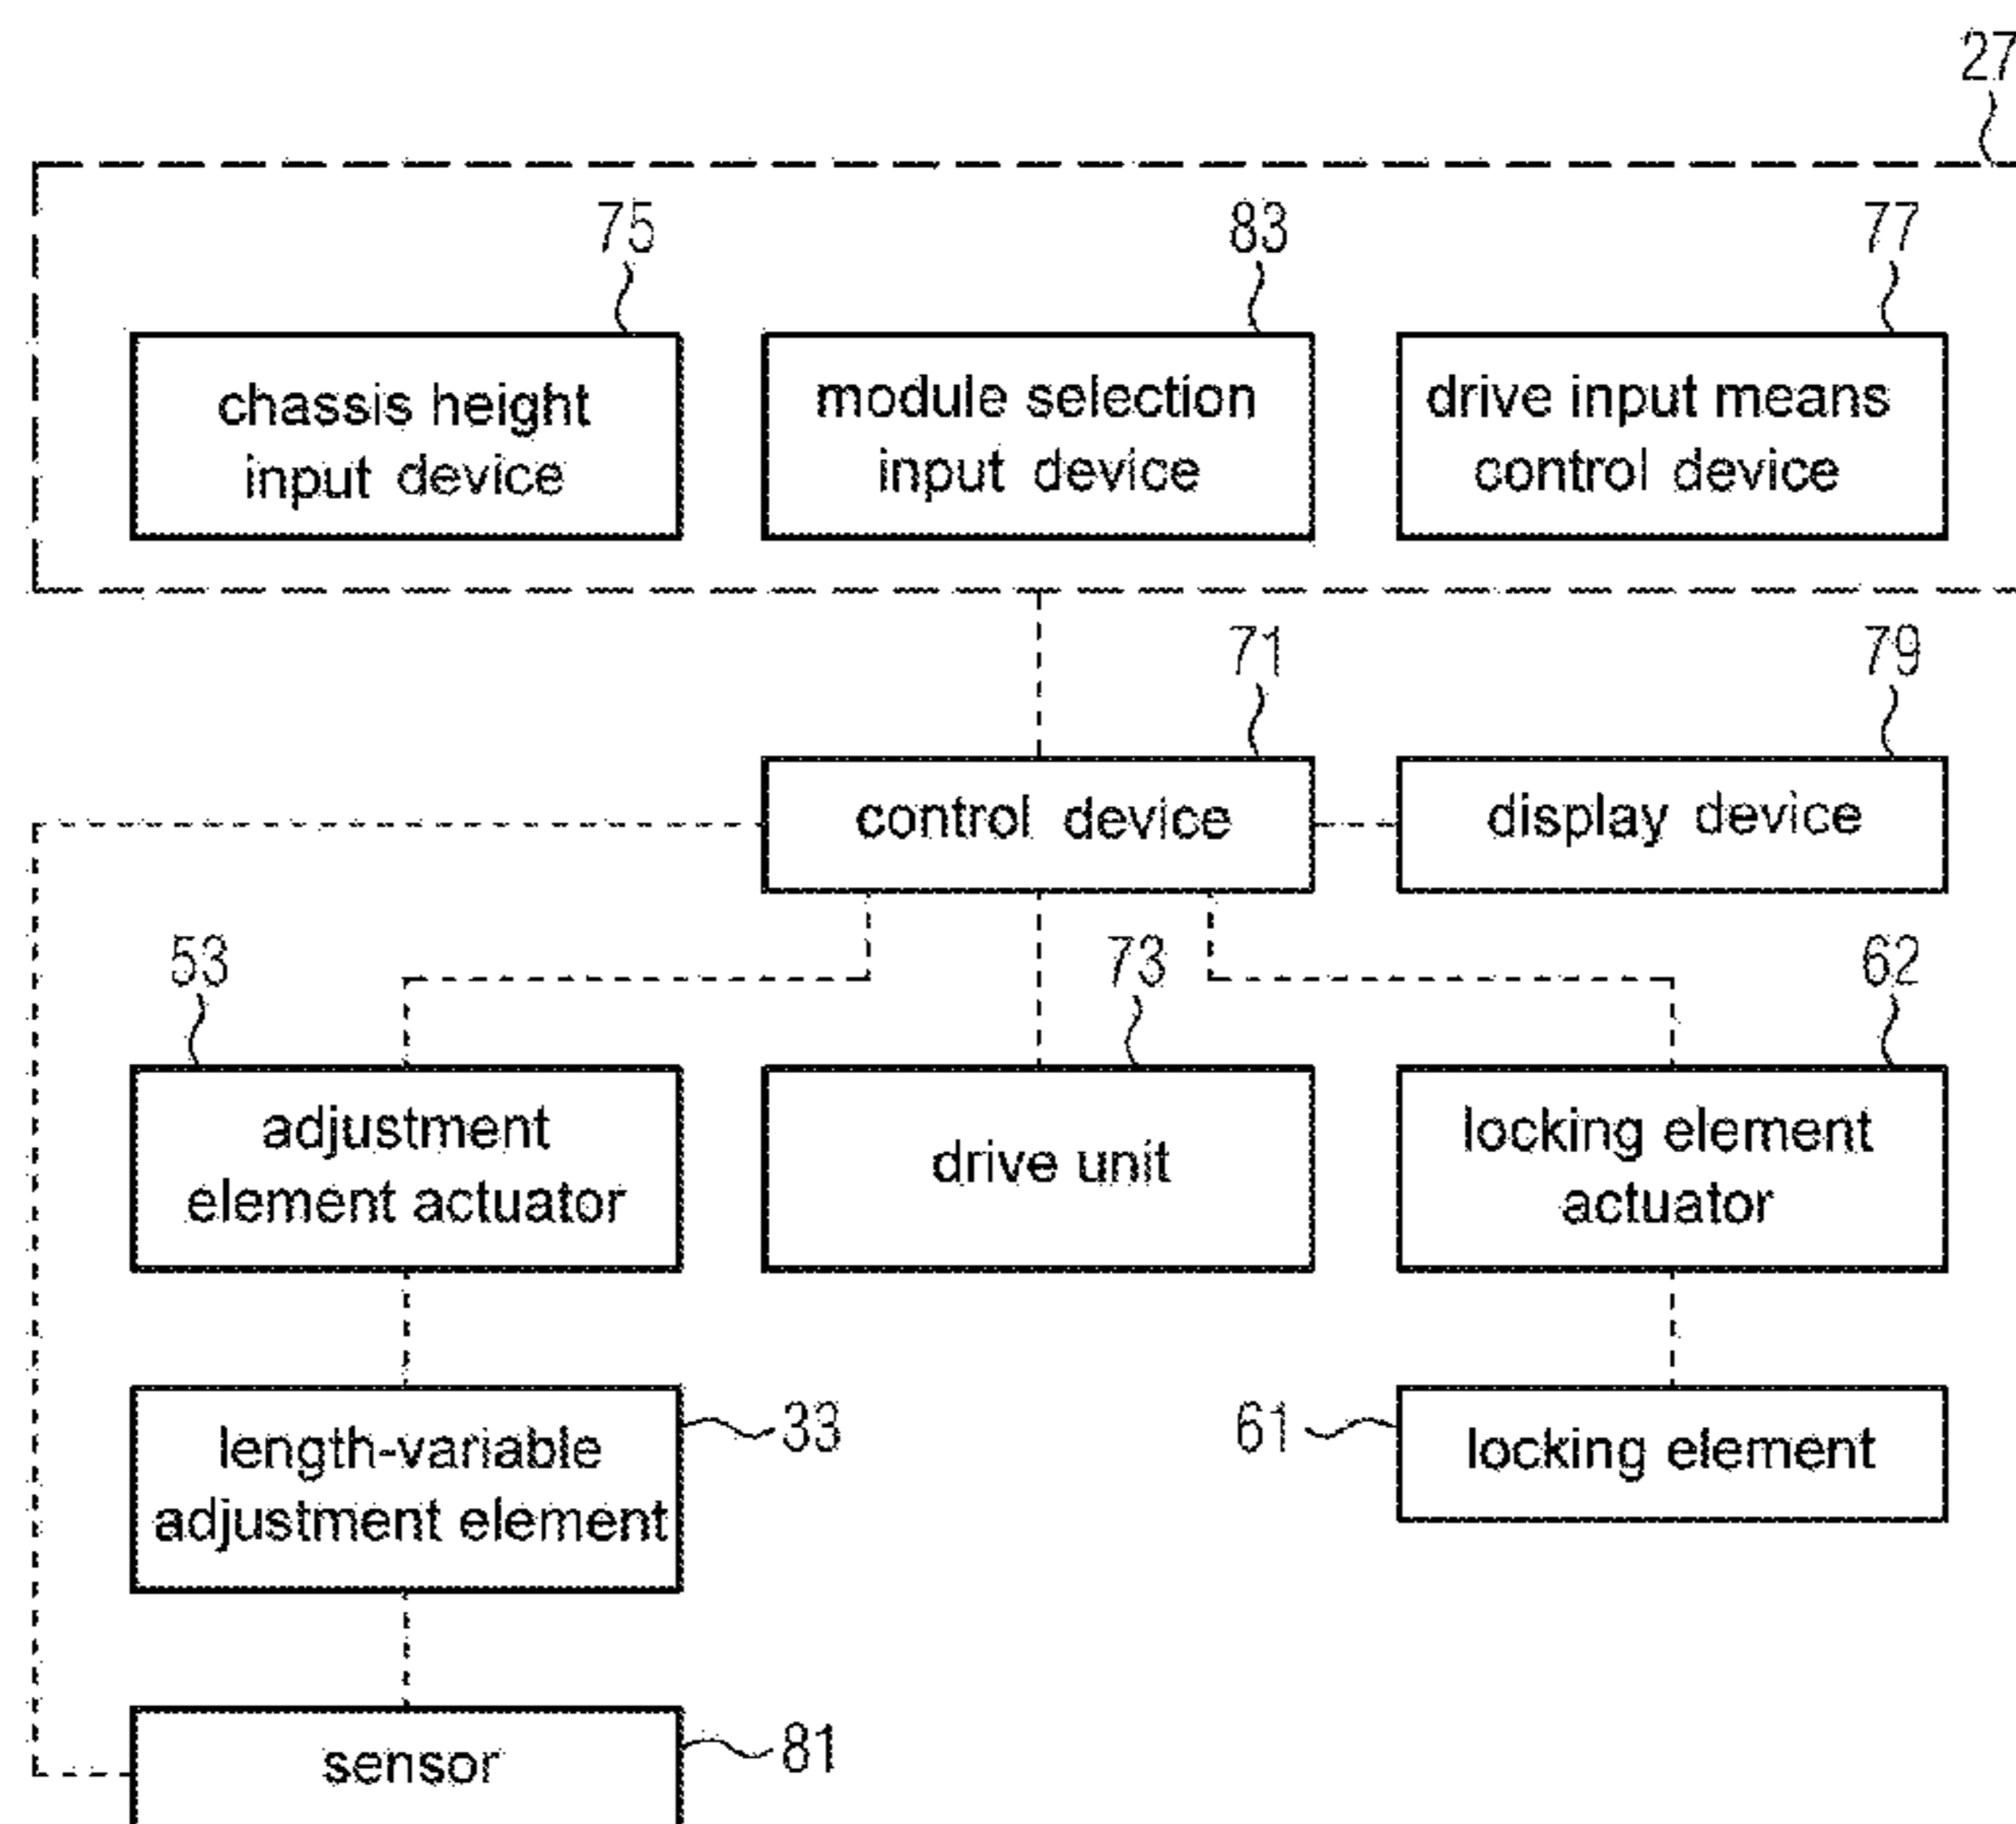 27
75
83
77
chassis height
input device
module selection
input device
drive input means
control device
71
79
control device
display device
53
73
62
adjustment
element actuator
drive unit
locking element
actuator
length-variable
adjustment element
33
61
locking element
sensor
81